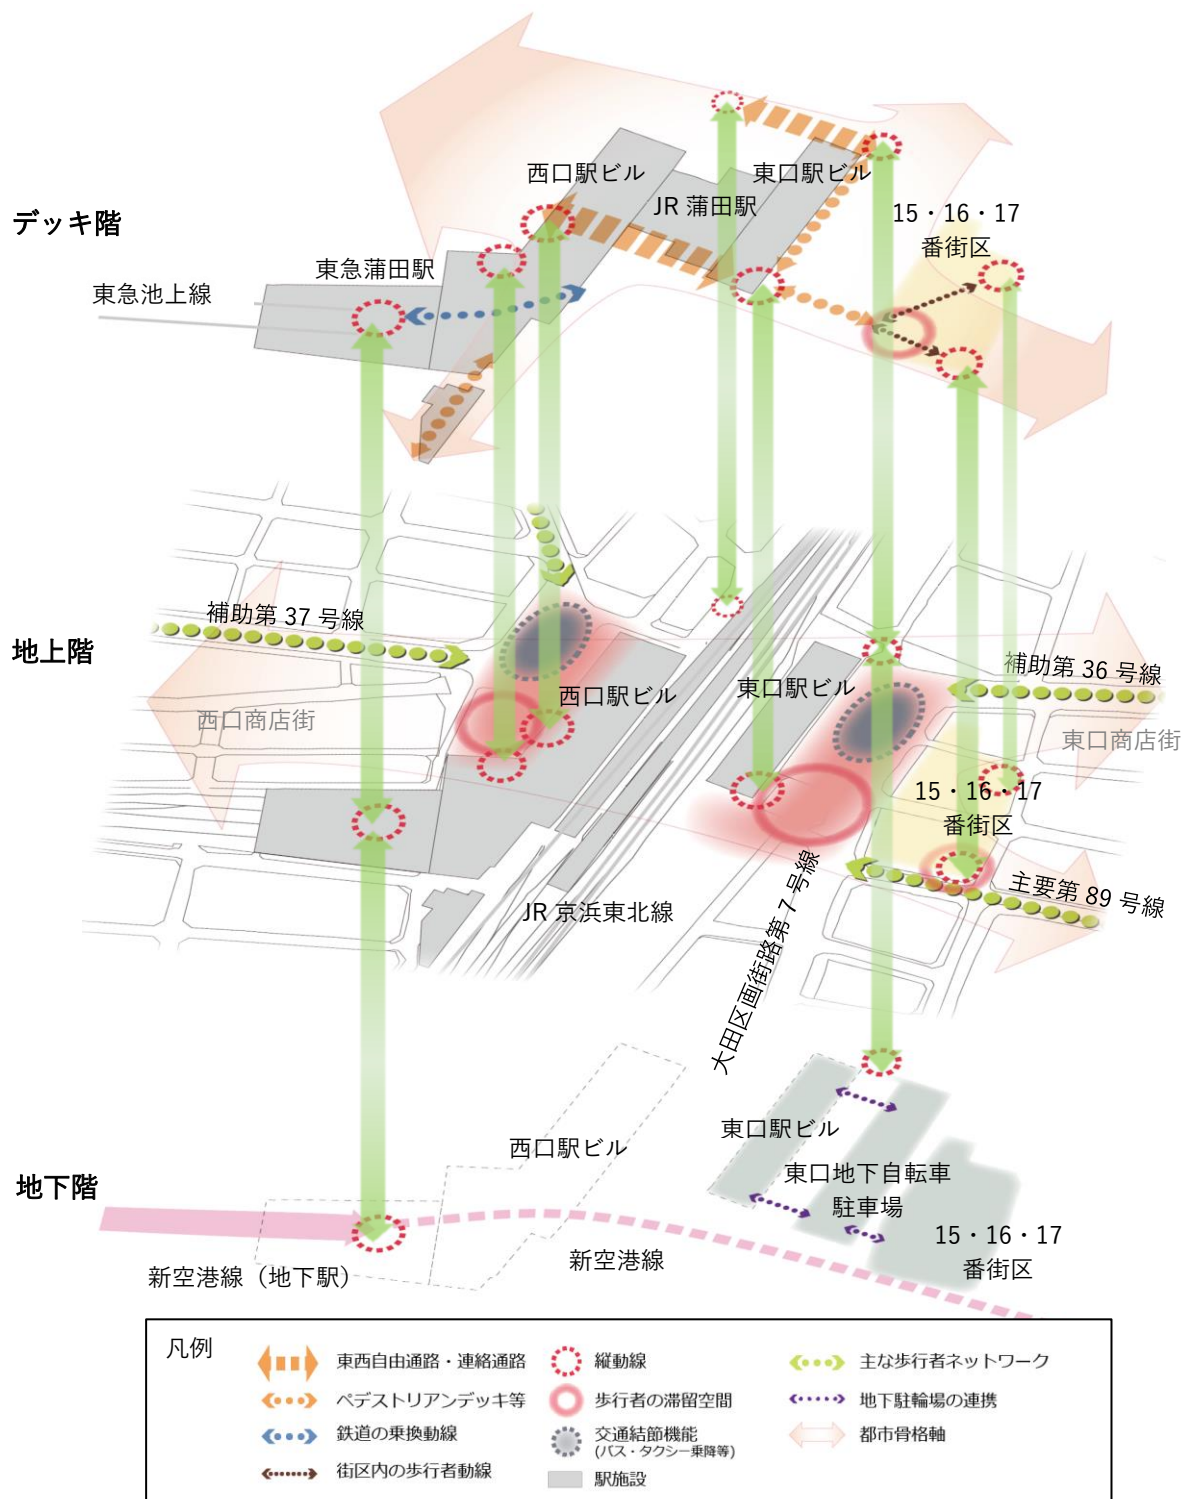 西口駅ビル
東口駅ビル
JR 蒲田駅
デッキ階
15・16・17
番街区
東急蒲田駅
東急池上線
補助第 37 号線
地上階
補助第 36 号線
西口駅ビル
東口駅ビル
西口商店街
東口商店街
15・16・17
番街区
主要第 89 号線
JR 京浜東北線
大田区画街路第 7 号線
東口駅ビル
西口駅ビル
地下階
東口地下自転車
駐車場
15・16・17
番街区
新空港線
新空港線（地下駅）
凡例
東西自由通路・連絡通路
縦動線
主な歩行者ネットワーク
ペデストリアンデッキ等
歩行者の滞留空間
地下駐輪場の連携
鉄道の乗換動線
交通結節機能
(バス・タクシー乗降等)
都市骨格軸
街区内の歩行者動線
駅施設